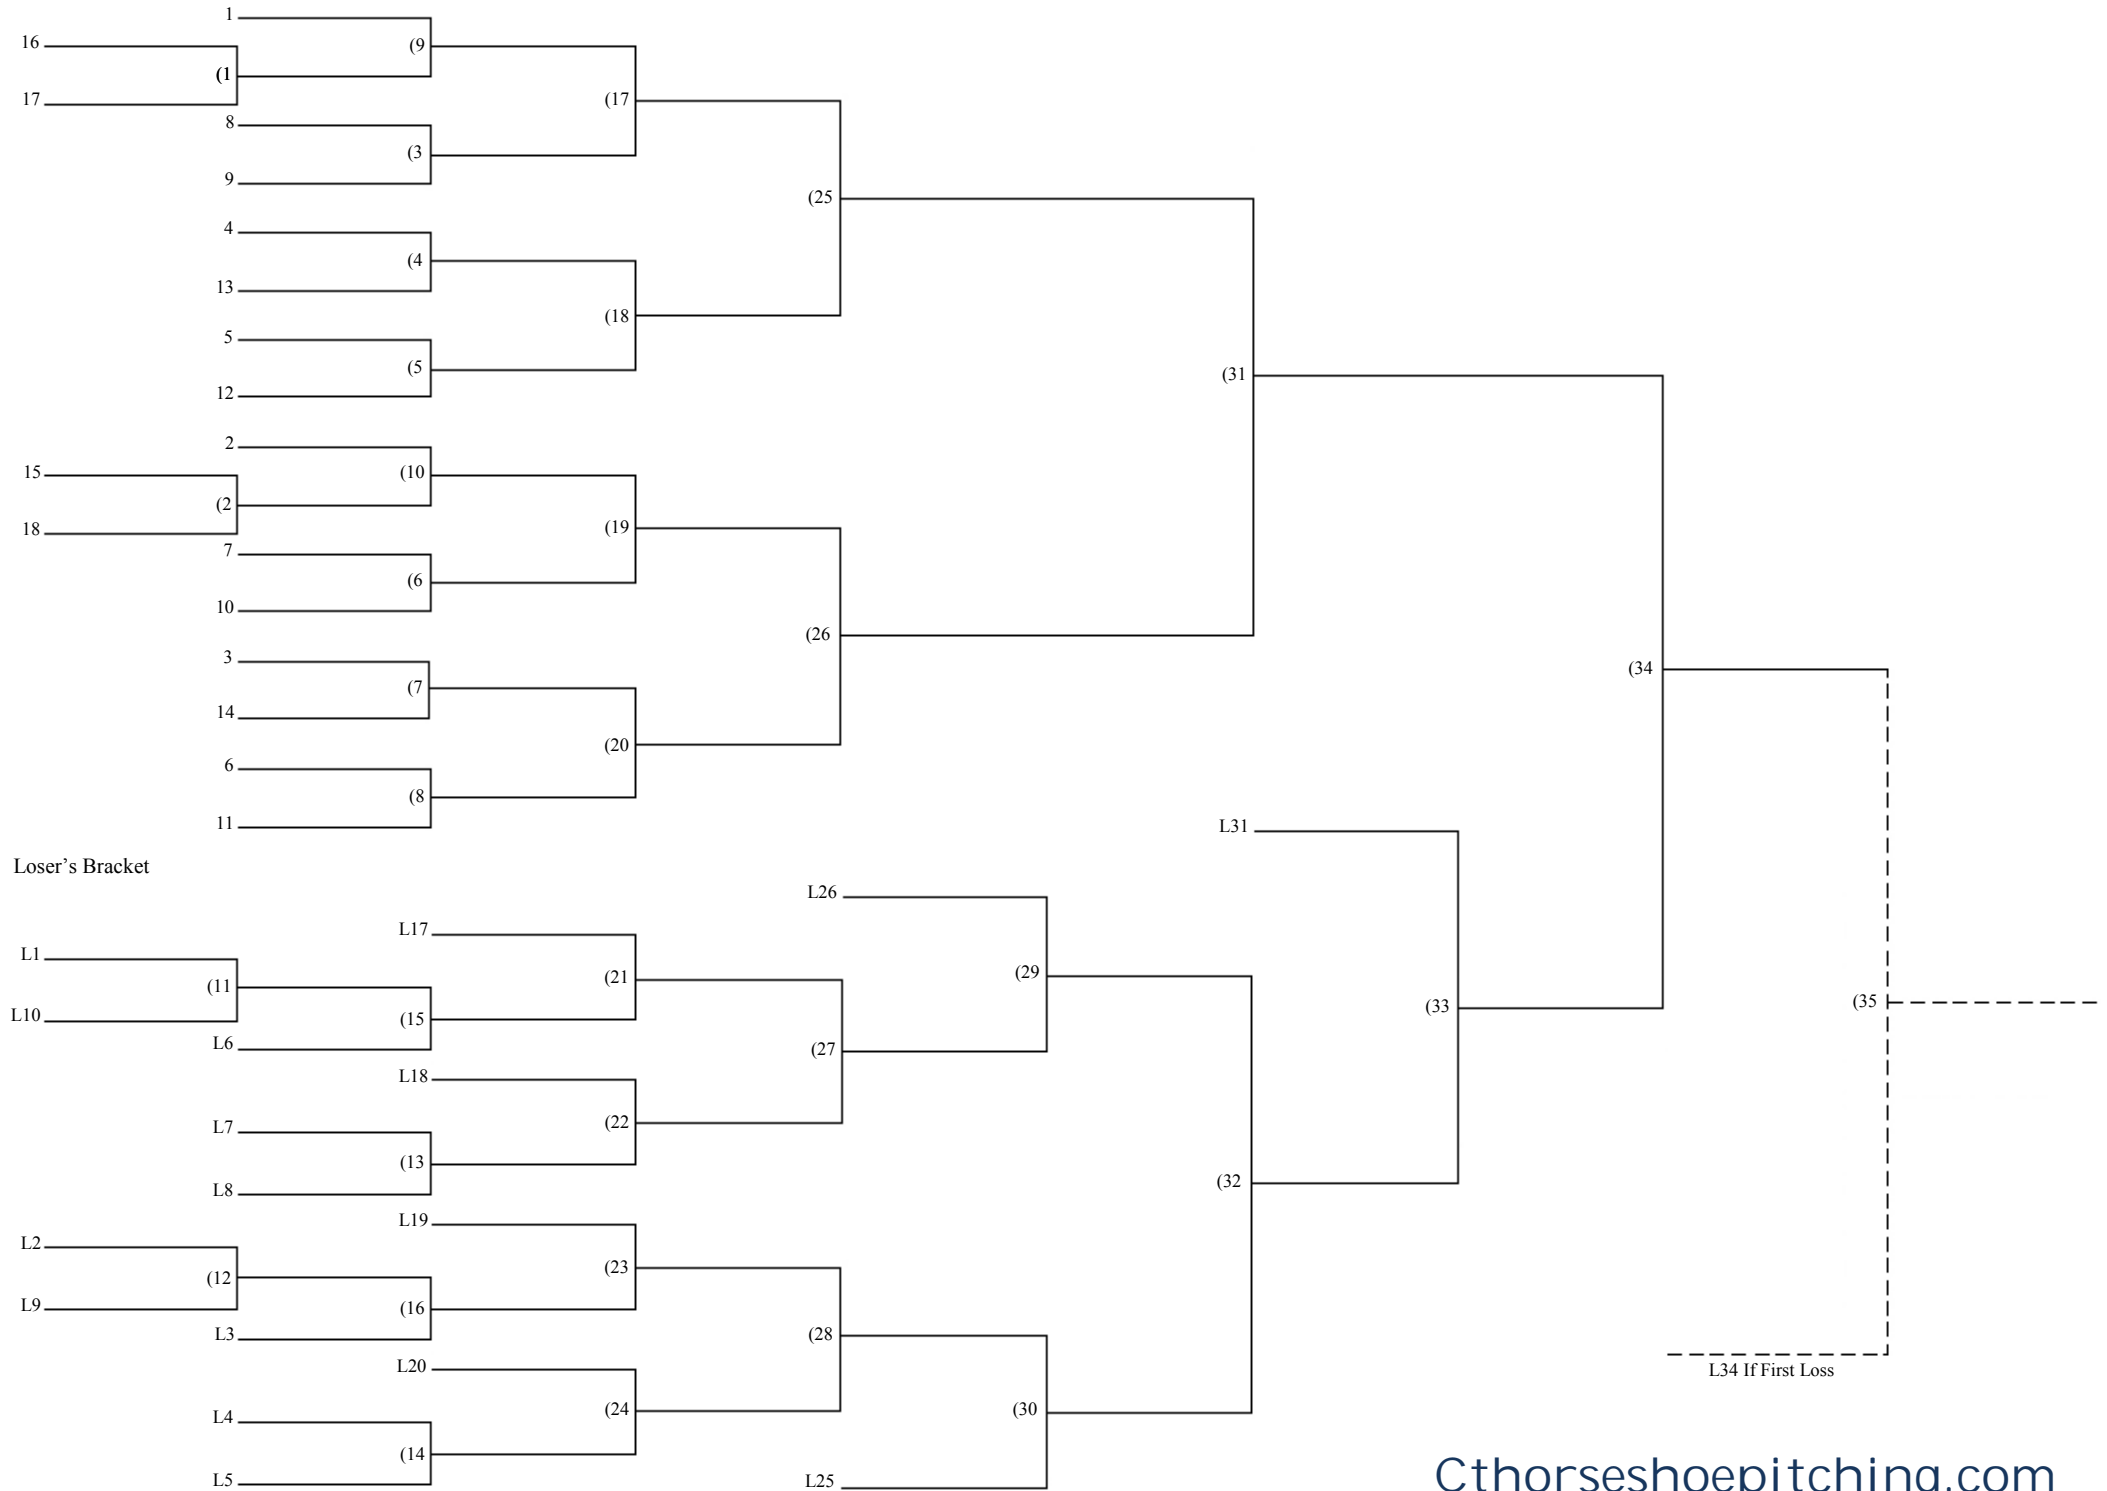 1
16
(9
(1
17
(17
8
(3
9
(25
4
(4
13
(18
5
(5
12
(31
2
15
(10
(2
18
(19
7
(6
10
(26
3
(34
(7
14
(20
6
(8
11
L31
Loser’s Bracket
L26
L17
L1
(29
(21
(11
L10
(33
(35
(15
L6
(27
L18
(22
L7
(13
(32
L8
L19
L2
(23
(12
L9
(16
L3
(28
L20
L34 If First Loss
(24
(30
L4
(14
L5
L25
Cthorseshoepitching.com